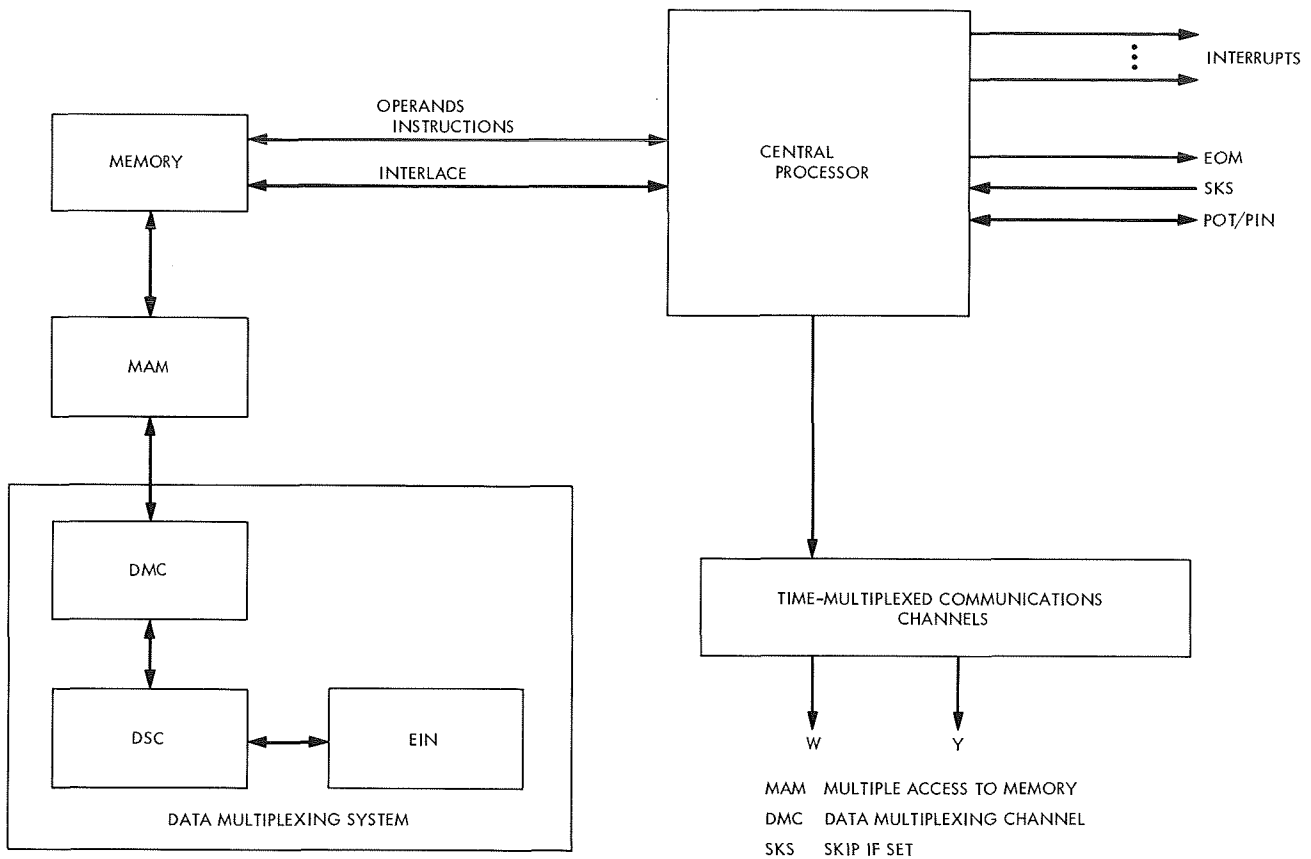 INTERRUPTS
OPERANDS
INSTRUCTIONS
MEMORY
CENTRAL
PROCESSOR
EOM
INTERLACE
SKS
POT/PIN
MAM
DMC
TIME-MULTIPLEXED COMMUNICATIONS
CHANNELS
DSC
EIN
W Y
DATA MULTIPLEXING SYSTEM
MAM MULTIPLE ACCESS TO MEMORY
DMC DATA MULTIPLEXING CHANNEL
SKS SKIP IF SET